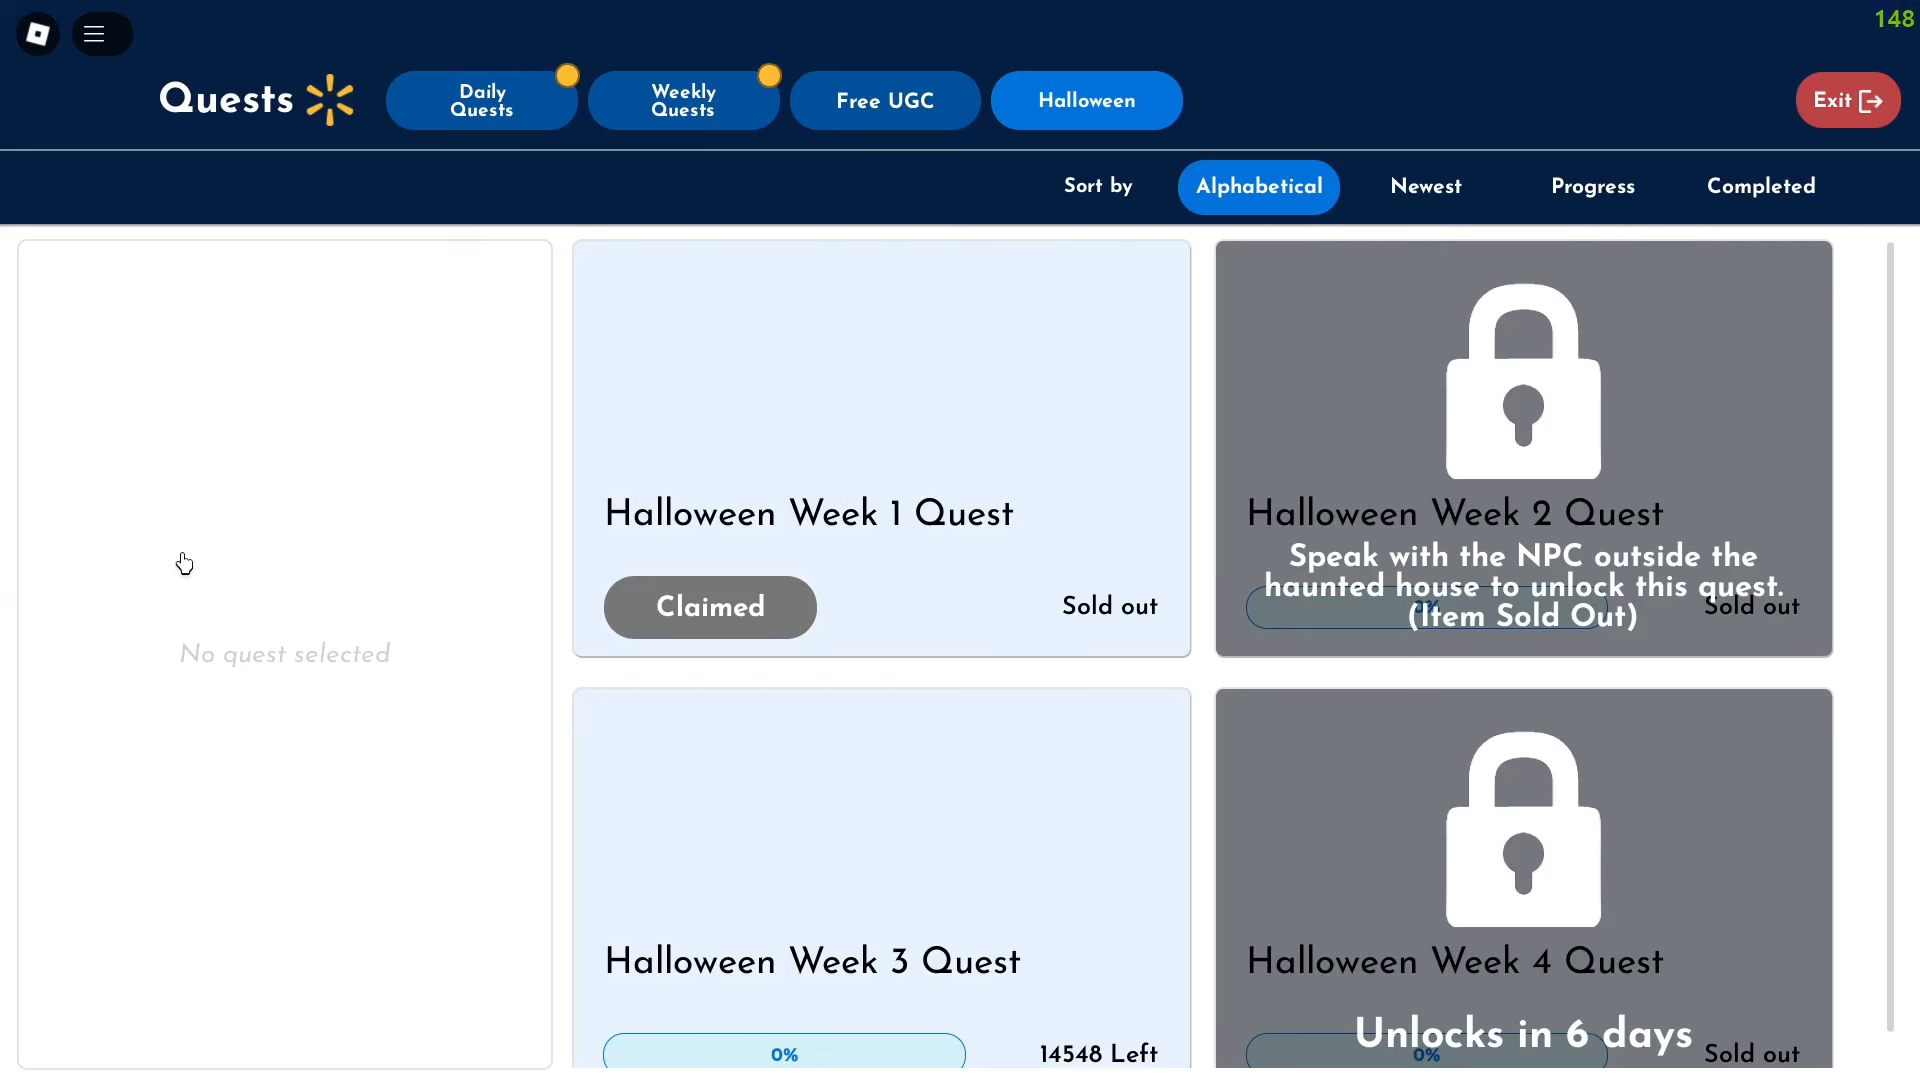 148
Quests
Daily
Quests
Weekly
Quests
Free UGC
Halloween
Exit
Sort by
Alphabetical
Newest
Progress
Completed
No quest selected
Halloween Week 1 Quest
Claimed
Sold out
Halloween Week 2 Quest
Speak with the NPC outside the
haunted house to unlock this quest.
(Item Sold Out)
0%
Sold out
Halloween Week 3 Quest
0%
14548 Left
Halloween Week 4 Quest
Unlocks in 6 days
0%
Sold out